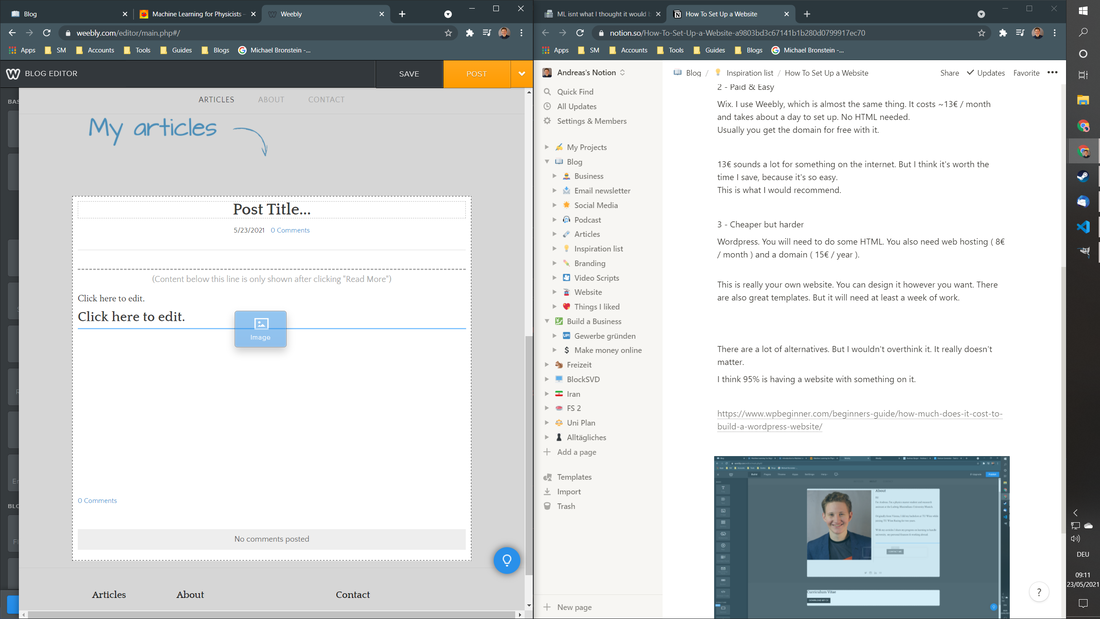 Blog
Machine Learning for Physicists
Weebly
weebly.com/editor/main.php#/
Apps
SM
Accounts
Tools
Guides
Blogs
Michael Bronstein -...
BLOG EDITOR
SAVE
POST
ARTICLES
ABOUT
CONTACT
My articles
Post Title...
5/23/2021
0 Comments
(Content below this line is only shown after clicking "Read More")
Click here to edit.
Click here to edit.
Image
0 Comments
No comments posted
Articles
About
Contact
ML isnt what I thought it would
How To Set Up a Website
notion.so/How-To-Set-Up-a-Website-a9803bd3c67141b1b280d0799917ec70
Apps
SM
Accounts
Tools
Guides
Blogs
Michael Bronstein -...
Andreas's Notion
Blog / Inspiration list / How To Set Up a Website
Share
Updates
Favorite
Quick Find
All Updates
Settings & Members
My Projects
Blog
Business
Email newsletter
Social Media
Podcast
Articles
Inspiration list
Branding
Video Scripts
Website
Things I liked
Build a Business
Gewerbe gründen
Make money online
Freizeit
BlockSVD
Iran
FS 2
Uni Plan
Alltägliches
Add a page
Templates
Import
Trash
New page
2 - Paid & Easy
Wix. I use Weebly, which is almost the same thing. It costs ~13€ / month
and takes about a day to set up. No HTML needed.
Usually you get the domain for free with it.
13€ sounds a lot for something on the internet. But I think it's worth the
time I save, because it's so easy.
This is what I would recommend.
3 - Cheaper but harder
Wordpress. You will need to do some HTML. You also need web hosting ( 8€
/ month ) and a domain ( 15€ / year ).
This is really your own website. You can design it however you want. There
are also great templates. But it will need at least a week of work.
There are a lot of alternatives. But I wouldn't overthink it. It really doesn't
matter.
I think 95% is having a website with something on it.
https://www.wpbeginner.com/beginners-guide/how-much-does-it-cost-to-
build-a-wordpress-website/
?
DEU
09:11
23/05/2021